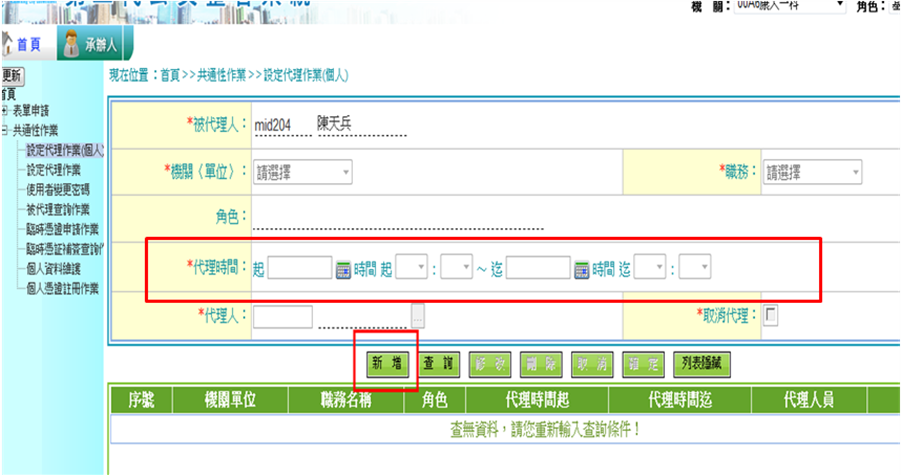 機 關：
角色：
首頁
承辦人
更新
首頁
現在位置：首頁>>共通性作業>>設定代理作業(個人)
表單申請
共通性作業
設定代理作業(個人)
設定代理作業
使用者變更密碼
被代理查詢作業
臨時憑證申請作業
臨時憑証補簽查詢作
個人資料維護
個人憑證註冊作業
*被代理人： mid204 陳天兵
*機關〈單位〉： 請選擇 *職務： 請選擇
角色：
*代理時間： 起 時間 起 ： ～ 迄 時間 迄 ：
*代理人： ... *取消代理：
新 增 查 詢 修 改 刪 除 取 消 確 定 列表隱藏
序號 機關單位 職務名稱 角色 代理時間起 代理時間迄 代理人員
查無資料，請您重新輸入查詢條件！